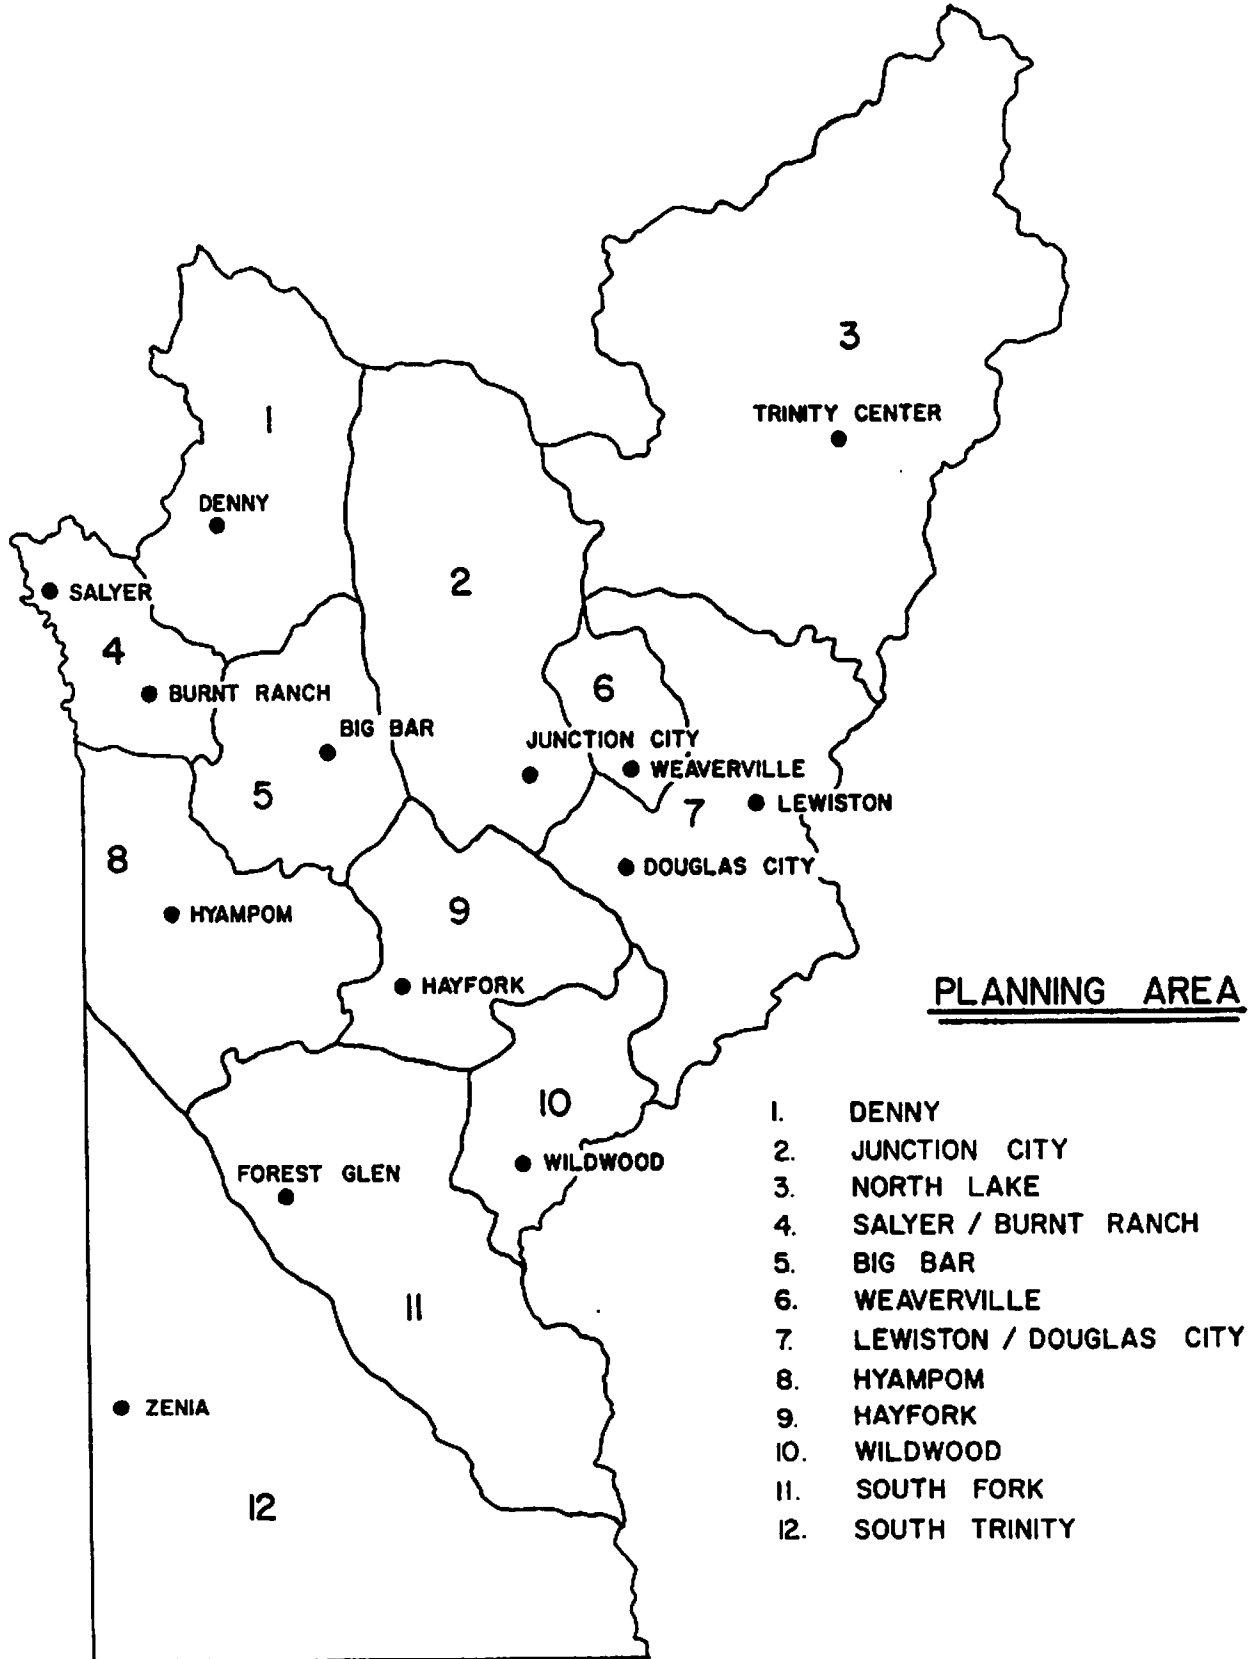 3
TRINITY CENTER
1
DENNY
2
SALYER
4
BURNT RANCH
6
BIG BAR
JUNCTION CITY
WEAVERVILLE
5
7
LEWISTON
8
DOUGLAS CITY
9
HYAMPOM
HAYFORK
PLANNING AREA
10
WILDWOOD
FOREST GLEN
11
ZENIA
12
1. DENNY
2. JUNCTION CITY
3. NORTH LAKE
4. SALYER / BURNT RANCH
5. BIG BAR
6. WEAVERVILLE
7. LEWISTON / DOUGLAS CITY
8. HYAMPOM
9. HAYFORK
10. WILDWOOD
11. SOUTH FORK
12. SOUTH TRINITY